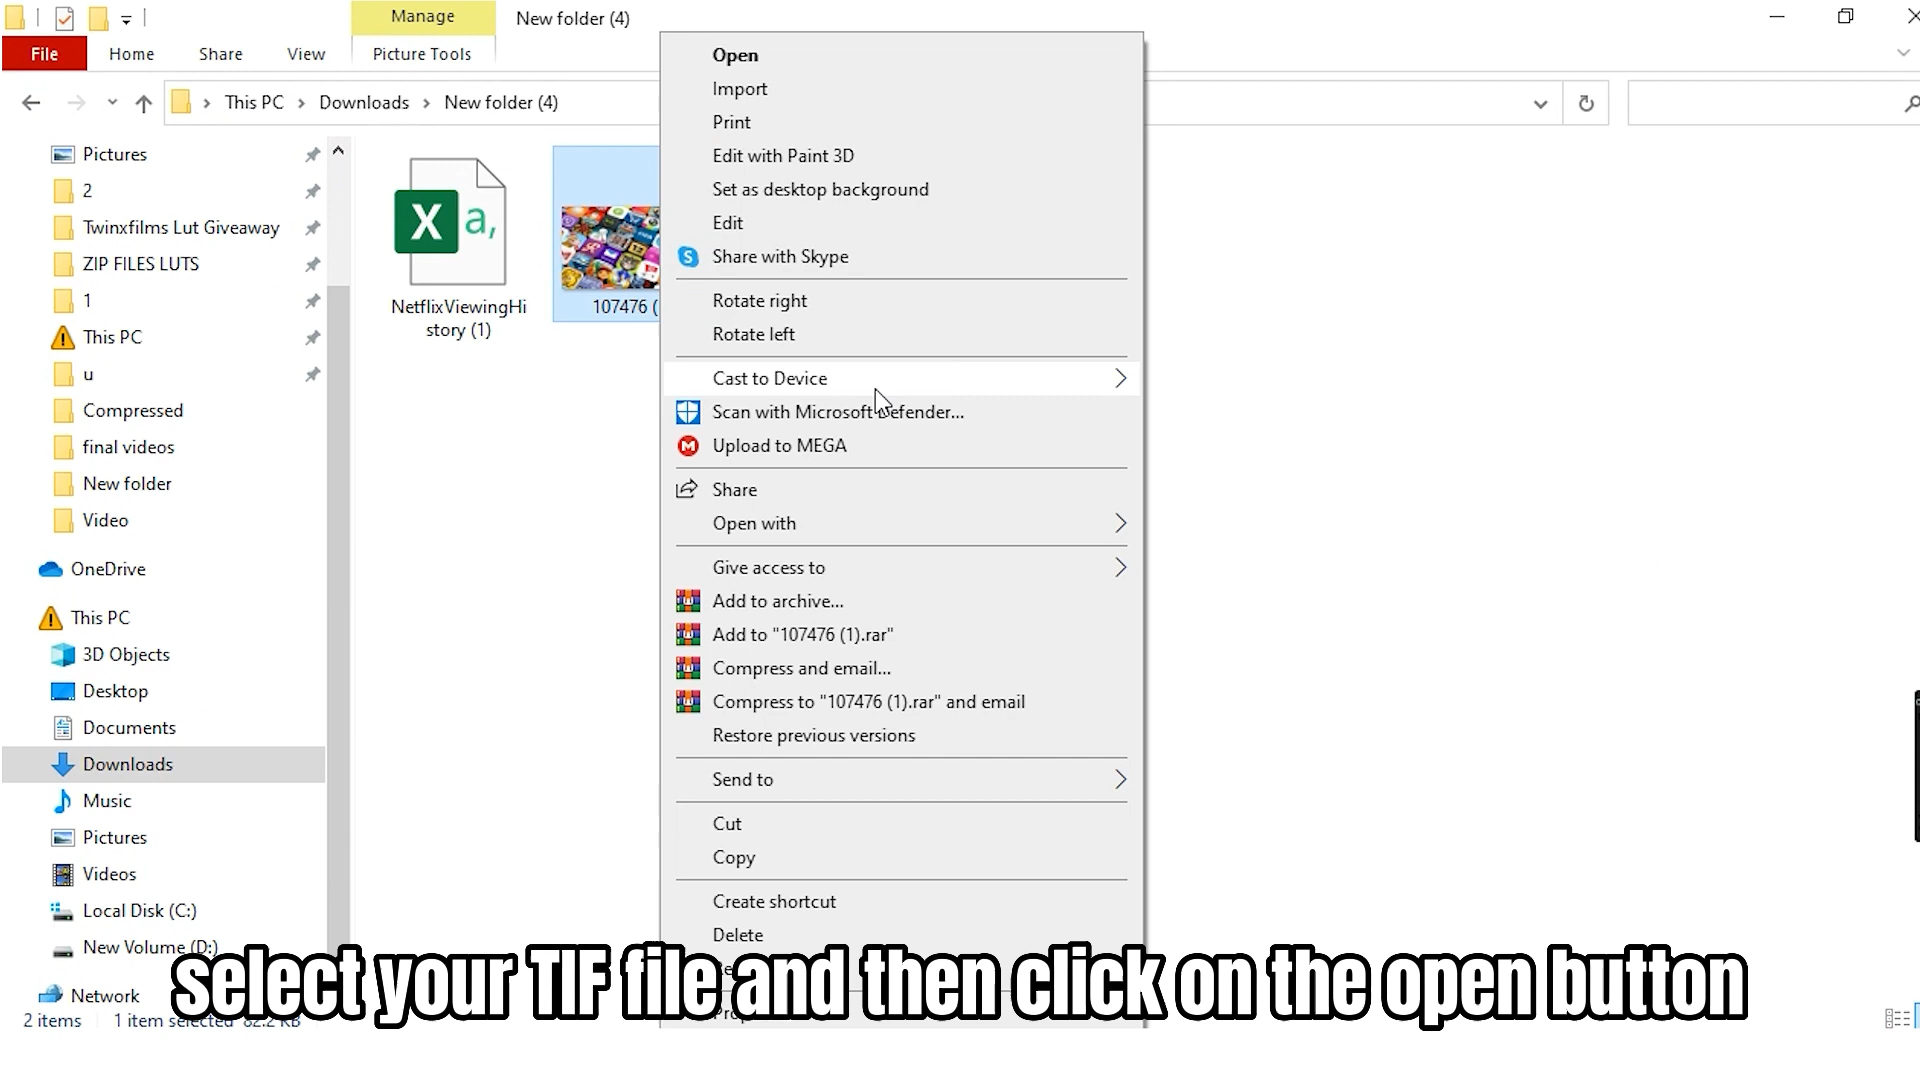 Manage
New folder (4)
File
Home
Share
View
Picture Tools
This PC
Downloads
New folder (4)
Pictures
2
Twinxfilms Lut Giveaway
ZIP FILES LUTS
1
This PC
u
Compressed
final videos
New folder
Video
OneDrive
This PC
3D Objects
Desktop
Documents
Downloads
Music
Pictures
Videos
Local Disk (C:)
New Volume (D:)
Network
2 items
1 item selected 82.2 KB
X a,
NetflixViewingHi
story (1)
107476 (
Open
Import
Print
Edit with Paint 3D
Set as desktop background
Edit
Share with Skype
Rotate right
Rotate left
Cast to Device
Scan with Microsoft Defender...
Upload to MEGA
Share
Open with
Give access to
Add to archive...
Add to "107476 (1).rar"
Compress and email...
Compress to "107476 (1).rar" and email
Restore previous versions
Send to
Cut
Copy
Create shortcut
Delete
select your TIF file and then click on the open button